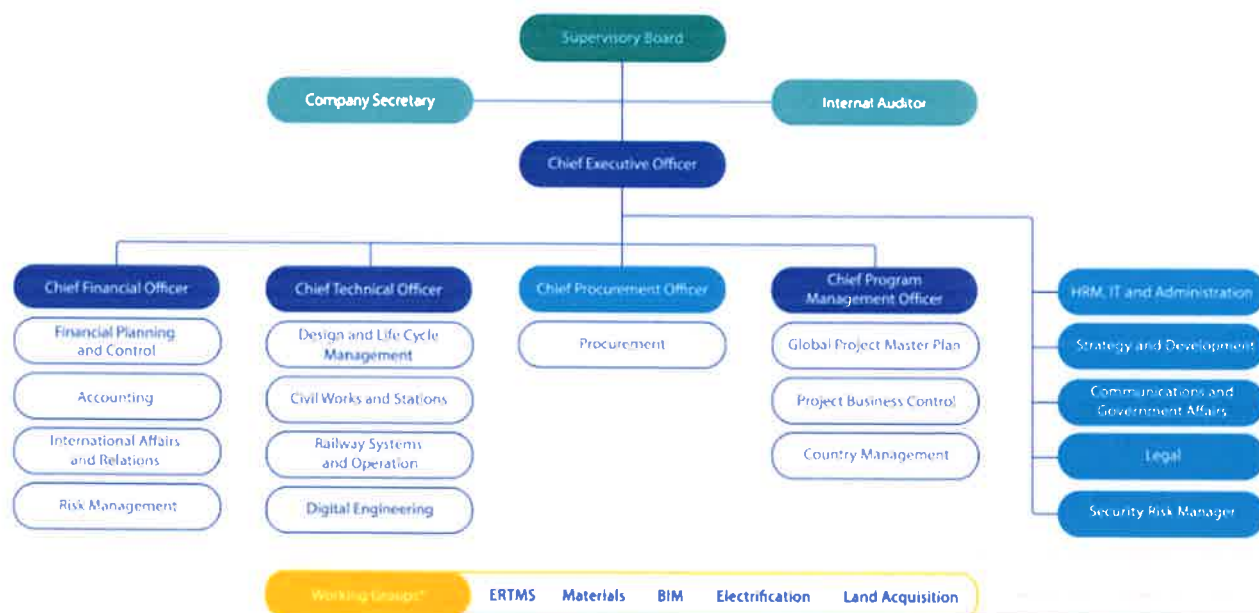 Supervisory Board
Company Secretary
Internal Auditor
Chief Executive Officer
Chief Financial Officer
Financial Planning
and Control
Accounting
International Affairs
and Relations
Risk Management
Chief Technical Officer
Design and Life Cycle
Management
Civil Works and Stations
Railway Systems
and Operation
Digital Engineering
Chief Procurement Officer
Procurement
Chief Program
Management Officer
Global Project Master Plan
Project Business Control
Country Management
HRM, IT and Administration
Strategy and Development
Communications and
Government Affairs
Legal
Security Risk Manager
Working Groups* ERTMS Materials BIM Electrification Land Acquisition